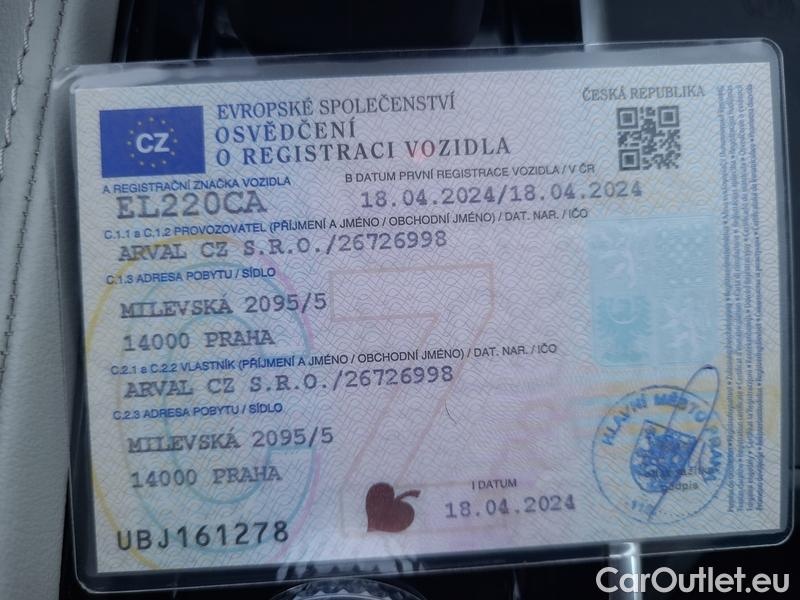 EVROPSKÉ SPOLEČENSTVÍ
ČESKÁ REPUBLIKA
CZ
OSVĚDČENÍ
O REGISTRACI VOZIDLA
A REGISTRAČNÍ ZNAČKA VOZIDLA
B DATUM PRVNÍ REGISTRACE VOZIDLA / V ČR
EL220CA
18.04.2024/18.04.2024
C.1.1 a C.1.2 PROVOZOVATEL (PŘÍJMENÍ A JMÉNO / OBCHODNÍ JMÉNO) / DAT. NAR. / IČO
ARVAL CZ S.R.O./26726998
C.1.3 ADRESA POBYTU / SÍDLO
MILEVSKÁ 2095/5
14000 PRAHA
C.2.1 a C.2.2 VLASTNÍK (PŘÍJMENÍ A JMÉNO / OBCHODNÍ JMÉNO) / DAT. NAR. / IČO
ARVAL CZ S.R.O./26726998
C.2.3 ADRESA POBYTU / SÍDLO
MILEVSKÁ 2095/5
14000 PRAHA
HLAVNÍ MĚSTO PRAHA
podpis
I DATUM
18.04.2024
UBJ161278
CarOutlet.eu